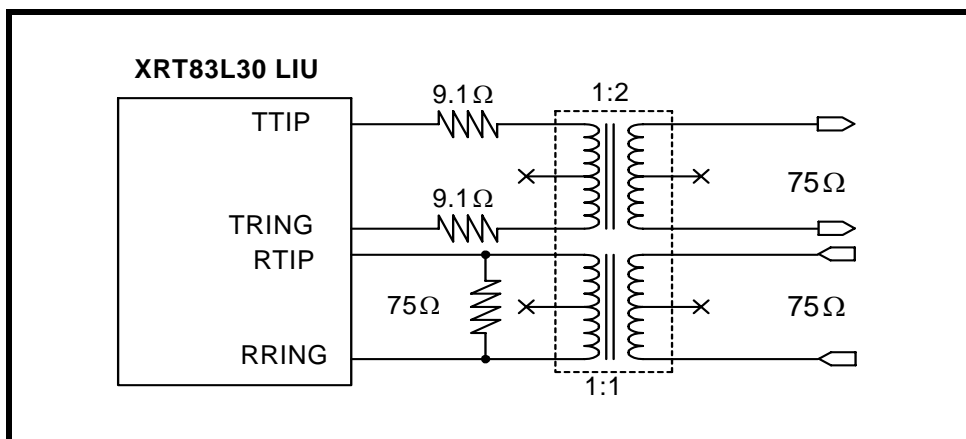 XRT83L30 LIU
9.1Ω
1:2
TTIP
75Ω
9.1Ω
TRING
RTIP
75Ω
75Ω
RRING
1:1